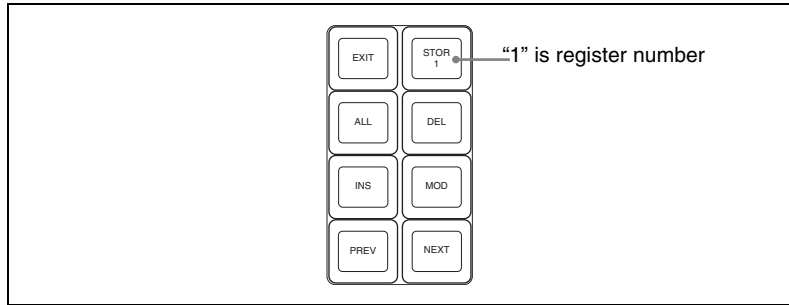 EXIT
STOR
1
“1” is register number
ALL
DEL
INS
MOD
PREV
NEXT